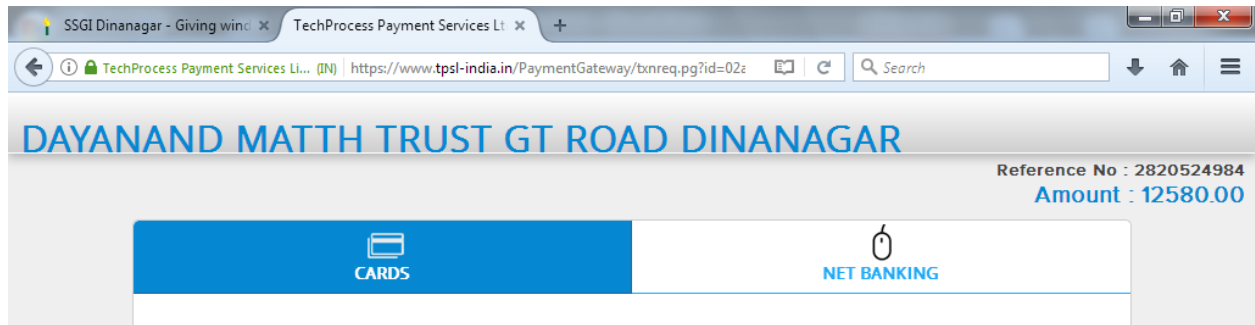 SSGI Dinanagar - Giving wing
TechProcess Payment Services Lt
TechProcess Payment Services Li... (IN)
https://www.tpsl-india.in/PaymentGateway/txnreq.pg?id=02a
Search
DAYANAND MATTH TRUST GT ROAD DINANAGAR
Reference No : 2820524984
Amount : 12580.00
CARDS
NET BANKING